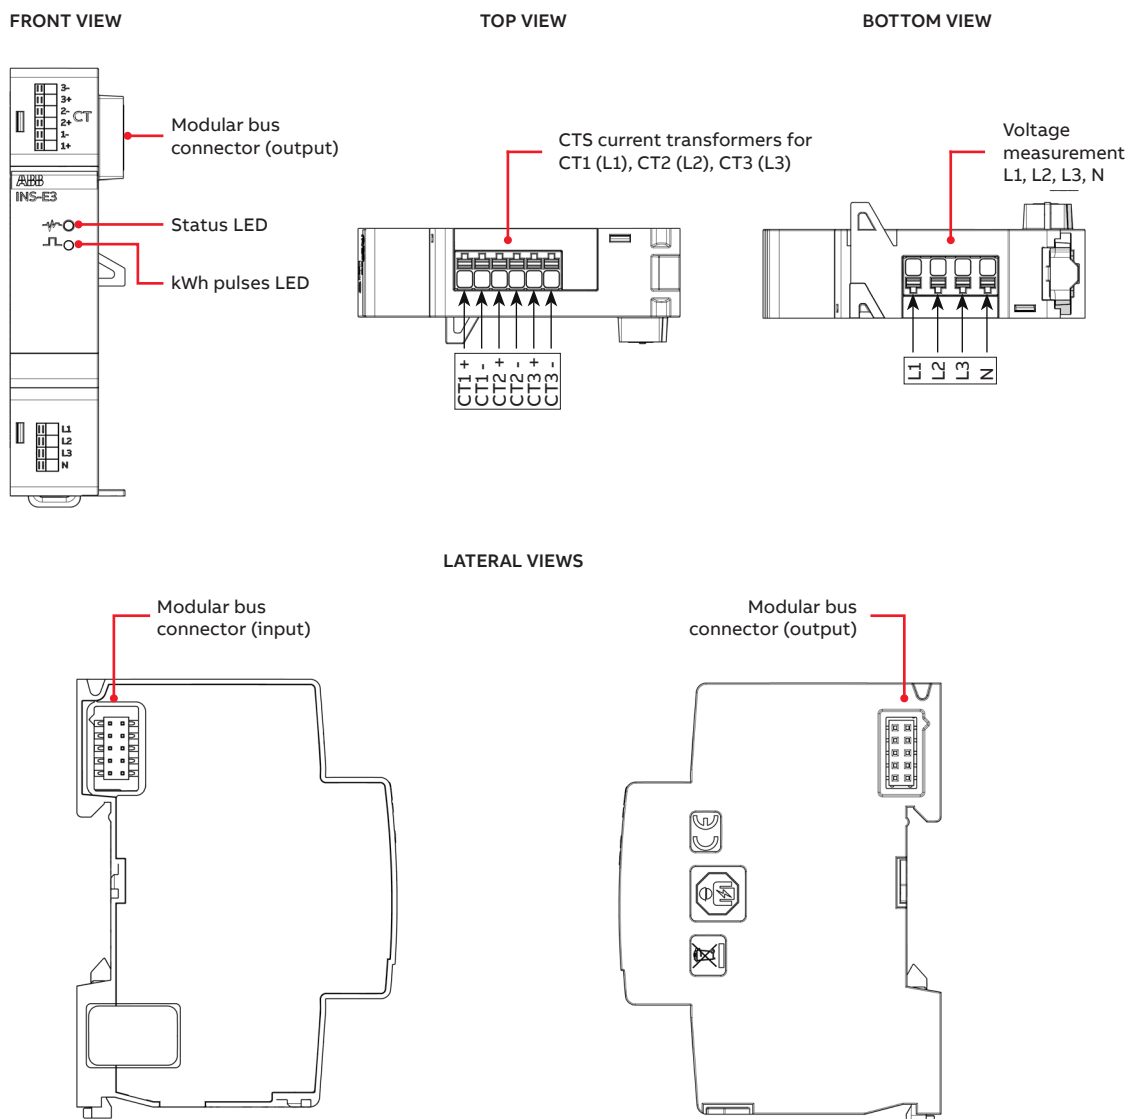 FRONT VIEW
TOP VIEW
BOTTOM VIEW
3-
3+
2-
2+
1-
1+
CT
Modular bus
connector (output)
ABB
INS-E3
Status LED
kWh pulses LED
L1
L2
L3
N
CTS current transformers for
CT1 (L1), CT2 (L2), CT3 (L3)
CT1 +
CT1 -
CT2 +
CT2 -
CT3 +
CT3 -
Voltage
measurement
L1, L2, L3, N
L1
L2
L3
N
LATERAL VIEWS
Modular bus
connector (input)
Modular bus
connector (output)
CE